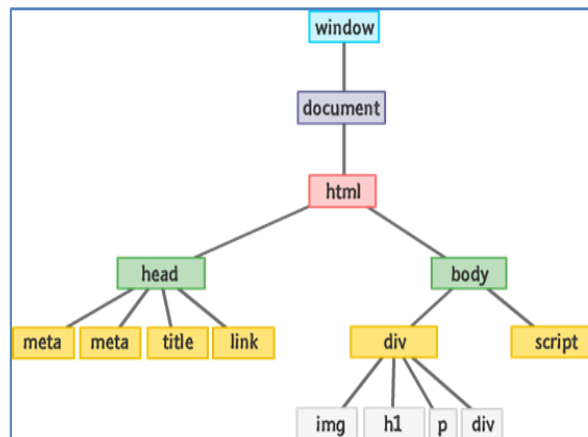 window
document
html
head body
meta meta title link div script
img h1 p div